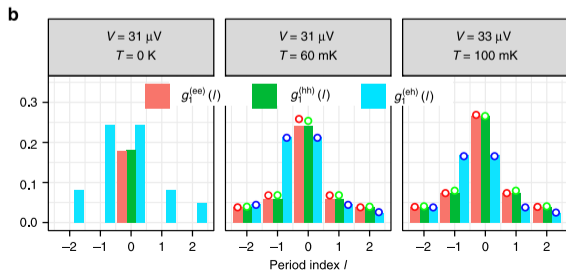 b
V = 31 μV
T = 0 K
V = 31 μV
T = 60 mK
V = 33 μV
T = 100 mK
g₁⁽ᵉᵉ⁾(l)
g₁⁽ʰʰ⁾(l)
g₁⁽ᵉʰ⁾(l)
0.3
0.2
0.1
0.0
−2 −1 0 1 2
−2 −1 0 1 2
−2 −1 0 1 2
Period index l